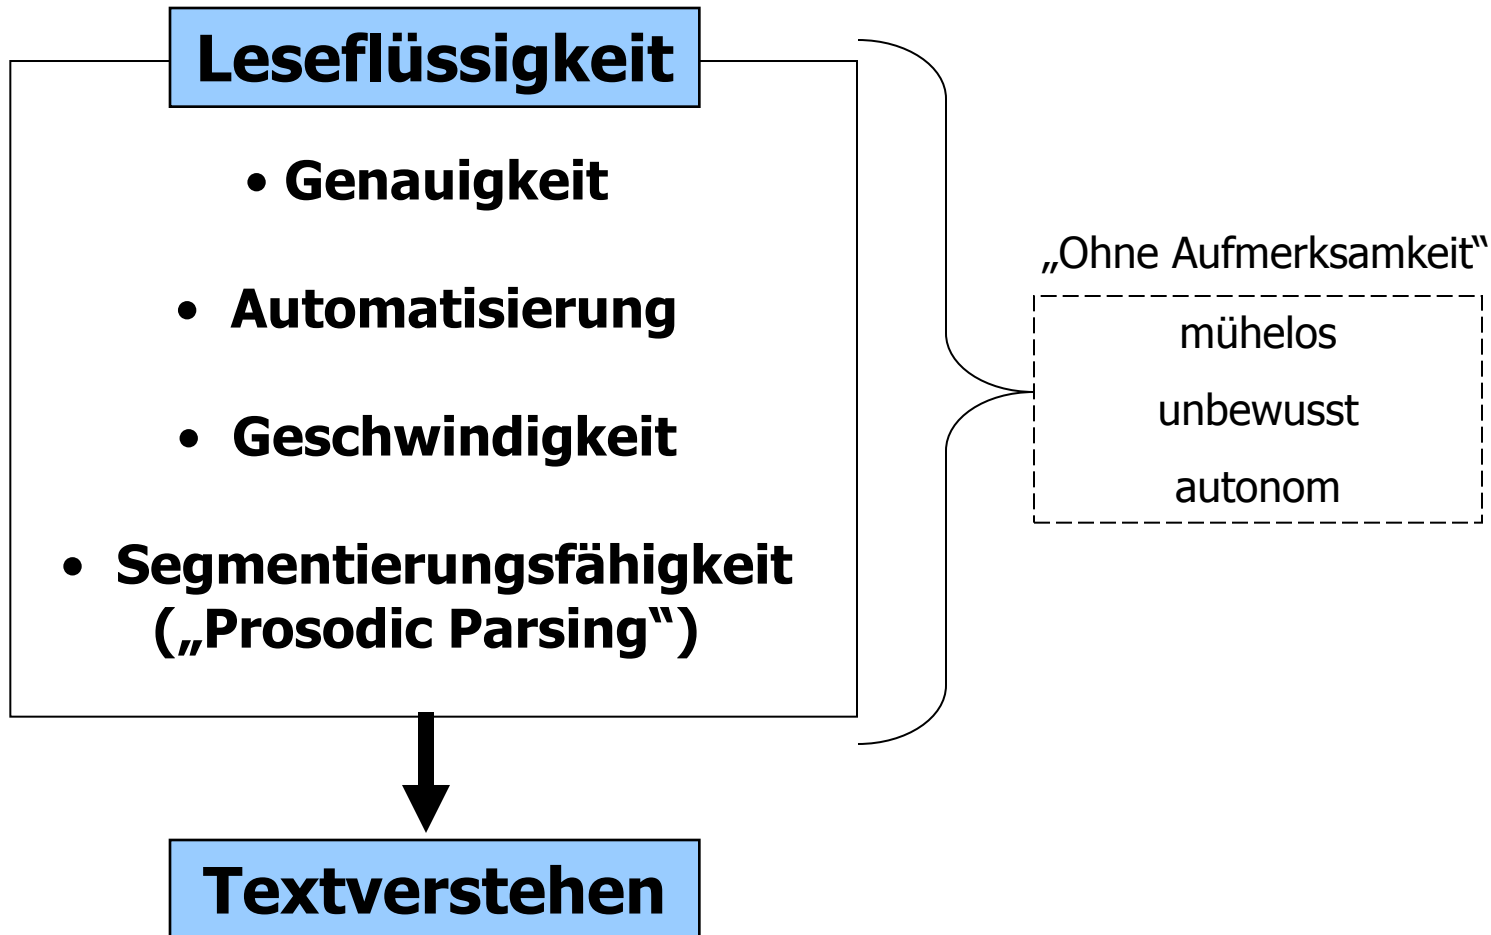 Leseflüssigkeit
• Genauigkeit
• Automatisierung
• Geschwindigkeit
• Segmentierungsfähigkeit
(„Prosodic Parsing“)
„Ohne Aufmerksamkeit“
mühelos
unbewusst
autonom
Textverstehen